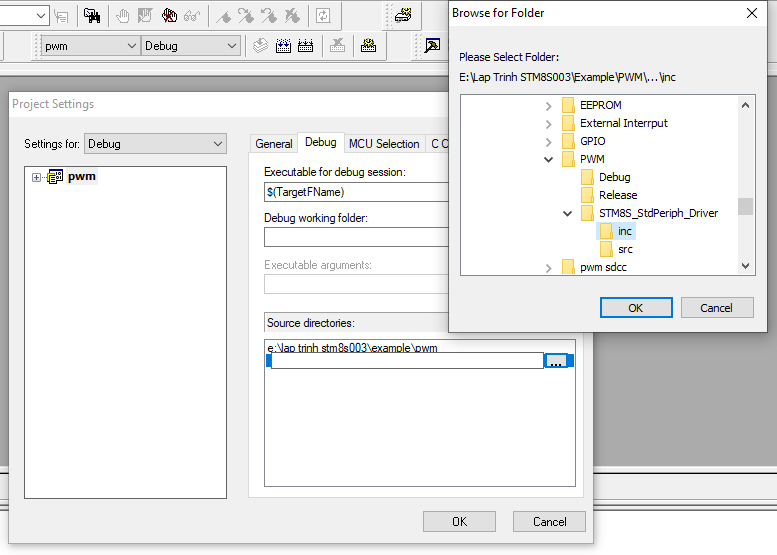 pwm
Debug
Project Settings
Settings for:
Debug
pwm
General
Debug
MCU Selection
Executable for debug session:
$(TargetFName)
Debug working folder:
Executable arguments:
Source directories:
e:\lap trinh stm8s003\example\pwm
...
OK
Cancel
Browse for Folder
Please Select Folder:
E:\Lap Trinh STM8S003\Example\PWM\...\inc
EEPROM
External Interrput
GPIO
PWM
Debug
Release
STM8S_StdPeriph_Driver
inc
src
pwm sdcc
OK
Cancel